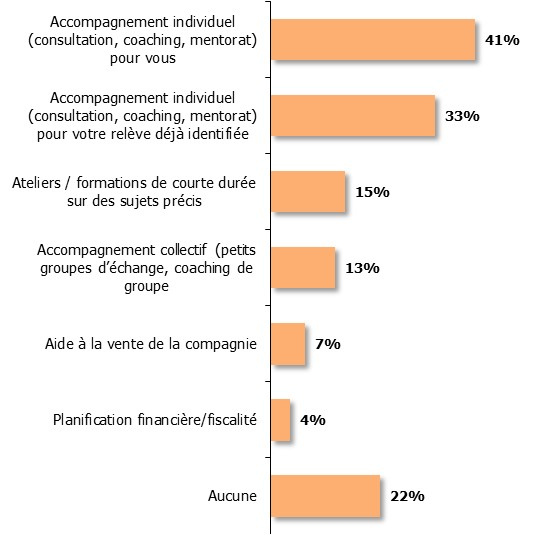 Accompagnement individuel
(consultation, coaching, mentorat)
pour vous
41%
Accompagnement individuel
(consultation, coaching, mentorat)
pour votre relève déjà identifiée
33%
Ateliers / formations de courte durée
sur des sujets précis
15%
Accompagnement collectif (petits
groupes d’échange, coaching de
groupe
13%
Aide à la vente de la compagnie
7%
Planification financière/fiscalité
4%
Aucune
22%